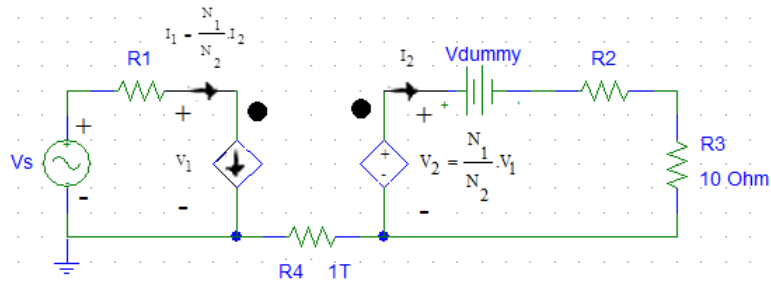 I₁ = N₁/N₂ . I₂
R1
I₂
Vdummy
R2
+
+
+
+
Vs
V₁
+
-
V₂ = N₁/N₂ . V₁
R3
10 Ohm
-
-
-
R4 1T